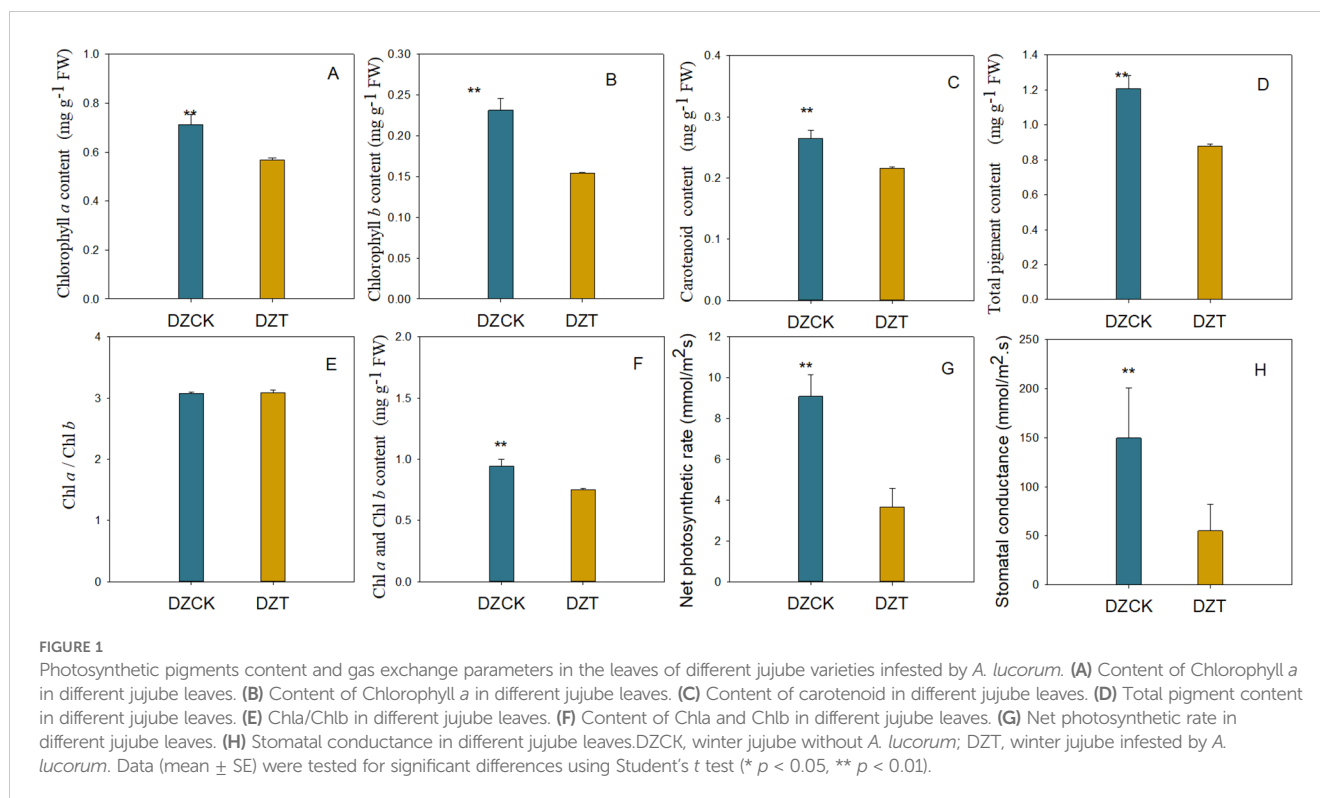 Chlorophyll a content (mg g-1 FW)
1.0
0.8
0.6
0.4
0.2
0.0
A
**
DZCK DZT
Chlorophyll b content (mg g-1 FW)
0.30
0.25
0.20
0.15
0.10
0.05
0.00
B
**
DZCK DZT
Carotenoid content (mg g-1 FW)
0.4
0.3
0.2
0.1
0.0
C
**
DZCK DZT
Total pigment content (mg g-1 FW)
1.4
1.2
1.0
0.8
0.6
0.4
0.2
0.0
D
**
DZCK DZT
Chl a / Chl b
4
3
2
1
0
E
DZCK DZT
Chl a and Chl b content (mg g-1 FW)
2.0
1.5
1.0
0.5
0.0
F
**
DZCK DZT
Net photosynthetic rate (mmol/m2s)
12
10
8
6
4
2
0
G
**
DZCK DZT
Stomatal conductance (mmol/m2.s)
250
200
150
100
50
0
H
**
DZCK DZT
FIGURE 1
Photosynthetic pigments content and gas exchange parameters in the leaves of different jujube varieties infested by A. lucorum. (A) Content of Chlorophyll a
in different jujube leaves. (B) Content of Chlorophyll a in different jujube leaves. (C) Content of carotenoid in different jujube leaves. (D) Total pigment content
in different jujube leaves. (E) Chla/Chlb in different jujube leaves. (F) Content of Chla and Chlb in different jujube leaves. (G) Net photosynthetic rate in
different jujube leaves. (H) Stomatal conductance in different jujube leaves.DZCK, winter jujube without A. lucorum; DZT, winter jujube infested by A.
lucorum. Data (mean ± SE) were tested for significant differences using Student's t test (* p < 0.05, ** p < 0.01).